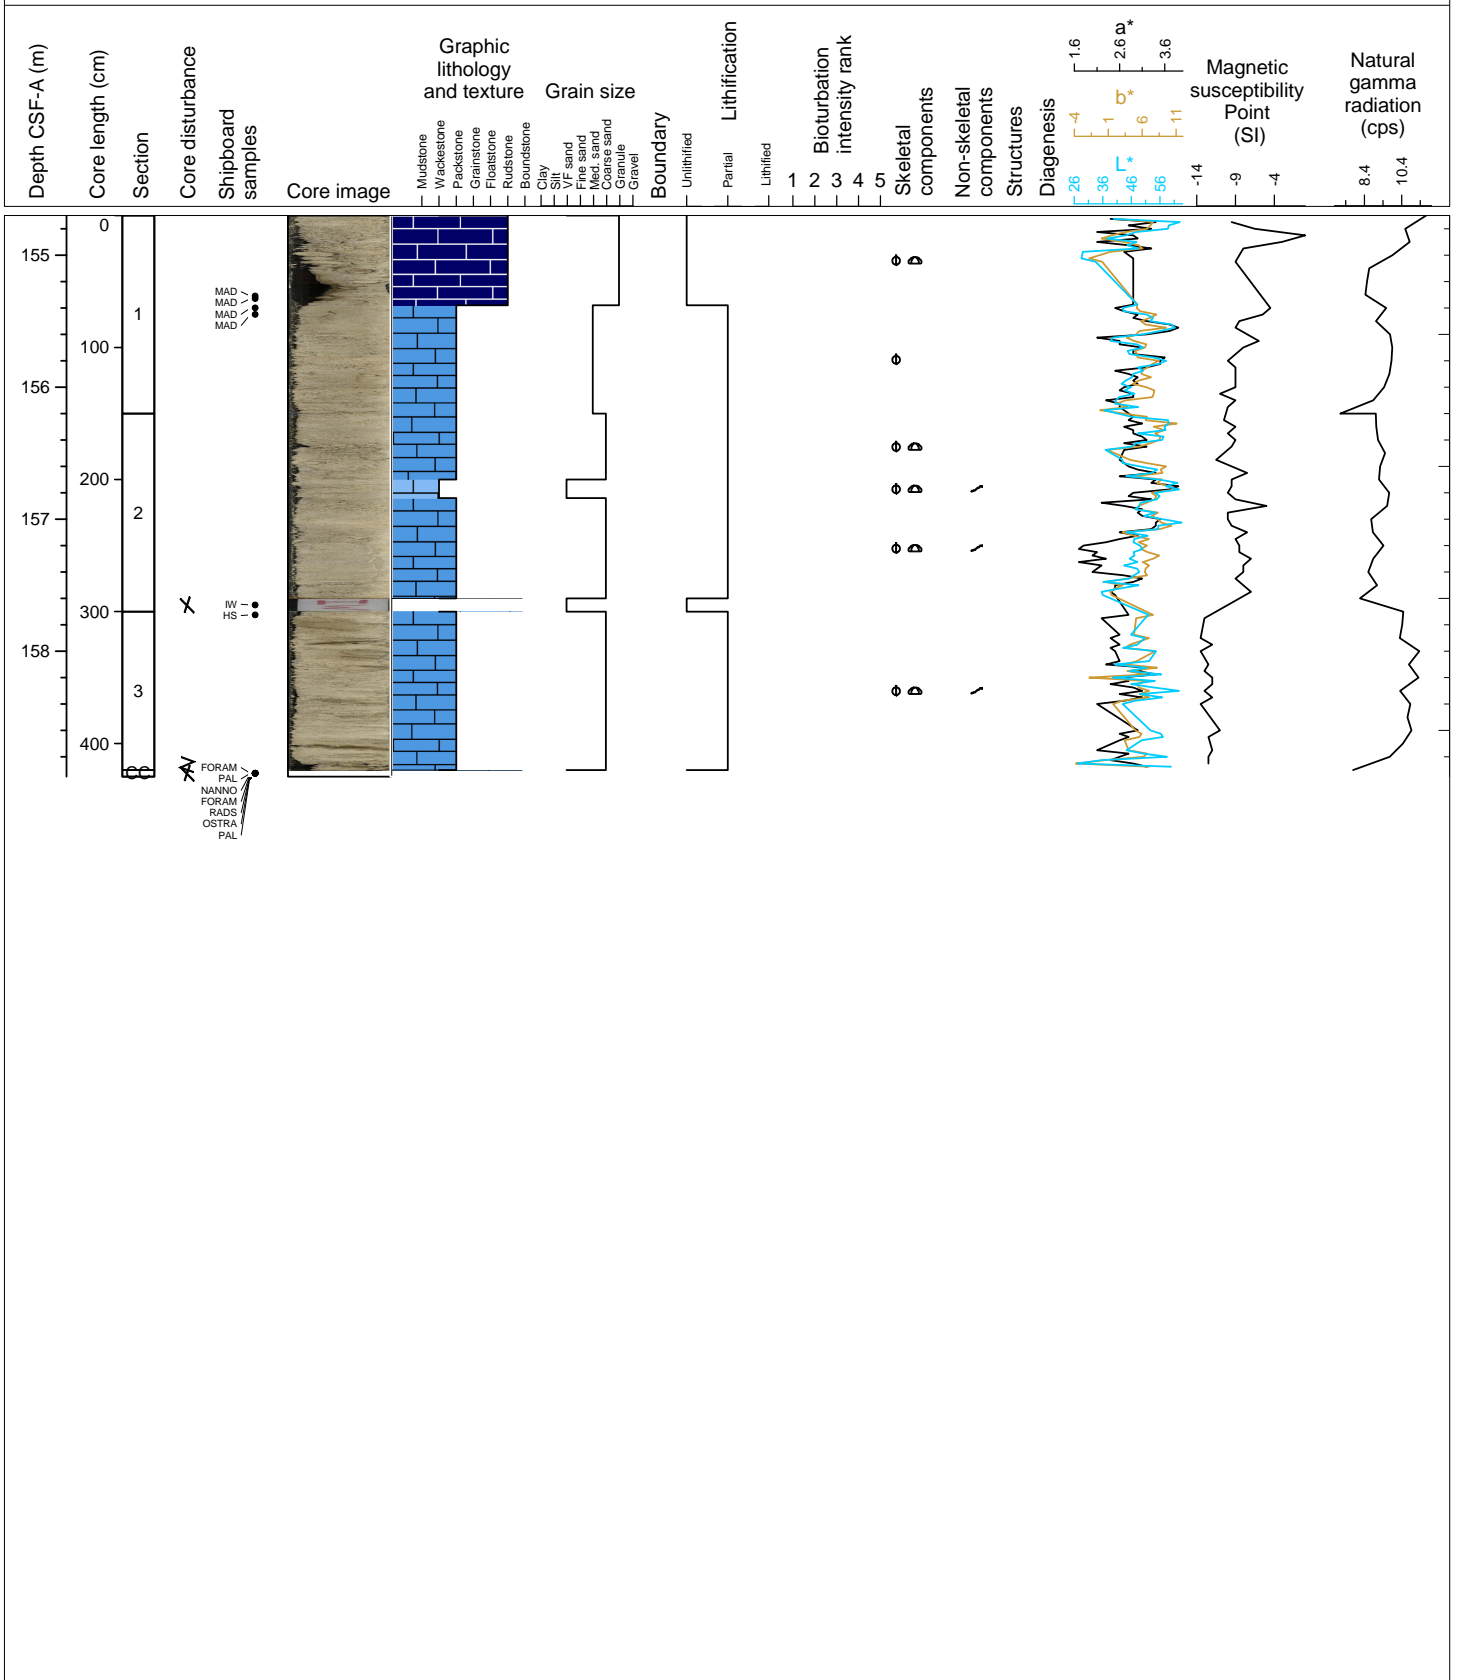 Depth CSF-A (m)
Core length (cm)
Section
Core disturbance
Shipboard
samples
Core image
Graphic
lithology
and texture
Mudstone
Wackestone
Packstone
Grainstone
Floatstone
Rudstone
Boundstone
Grain size
Clay
Silt
VF sand
Fine sand
Med. sand
Coarse sand
Granule
Gravel
Boundary
Lithification
Unlithified
Partial
Lithified
Bioturbation
intensity rank
1 2 3 4 5
Skeletal
components
Non-skeletal
components
Structures
Diagenesis
a*
1.6 2.6 3.6
b*
-4 1 6 11
L*
26 36 46 56
Magnetic
susceptibility
Point
(SI)
-14 -9 -4
Natural
gamma
radiation
(cps)
8.4 10.4
155
156
157
158
0
100
200
300
400
1
2
3
CC
MAD
MAD
MAD
MAD
IW
HS
FORAM
PAL
NANNO
FORAM
RADS
OSTRA
PAL